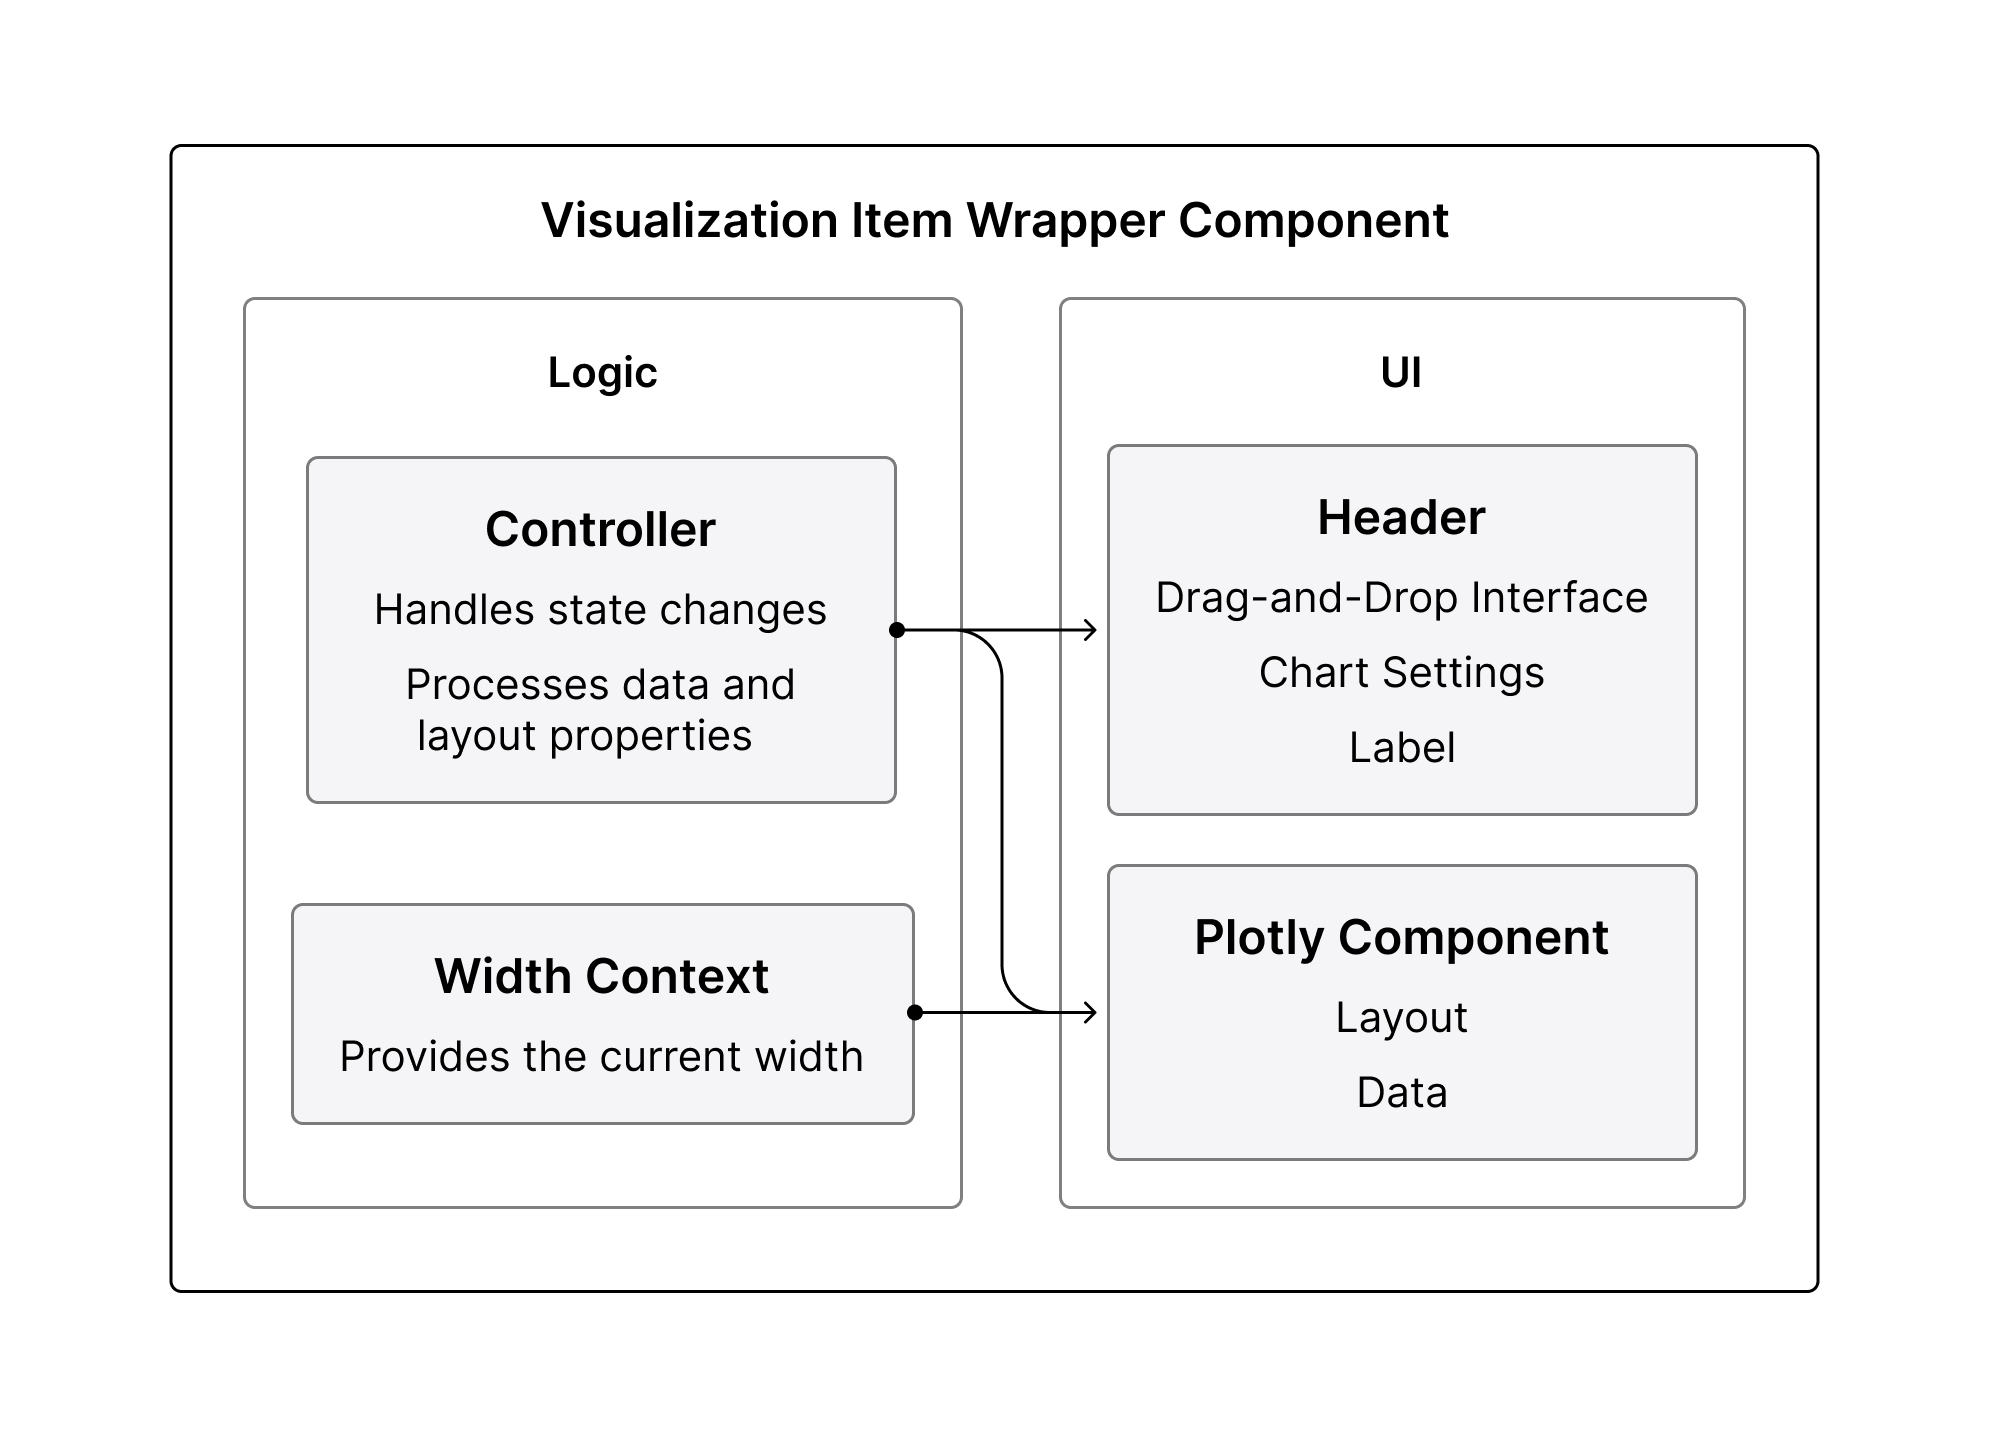 Visualization Item Wrapper Component
Logic
Controller
Handles state changes
Processes data and
layout properties
Width Context
Provides the current width
UI
Header
Drag-and-Drop Interface
Chart Settings
Label
Plotly Component
Layout
Data